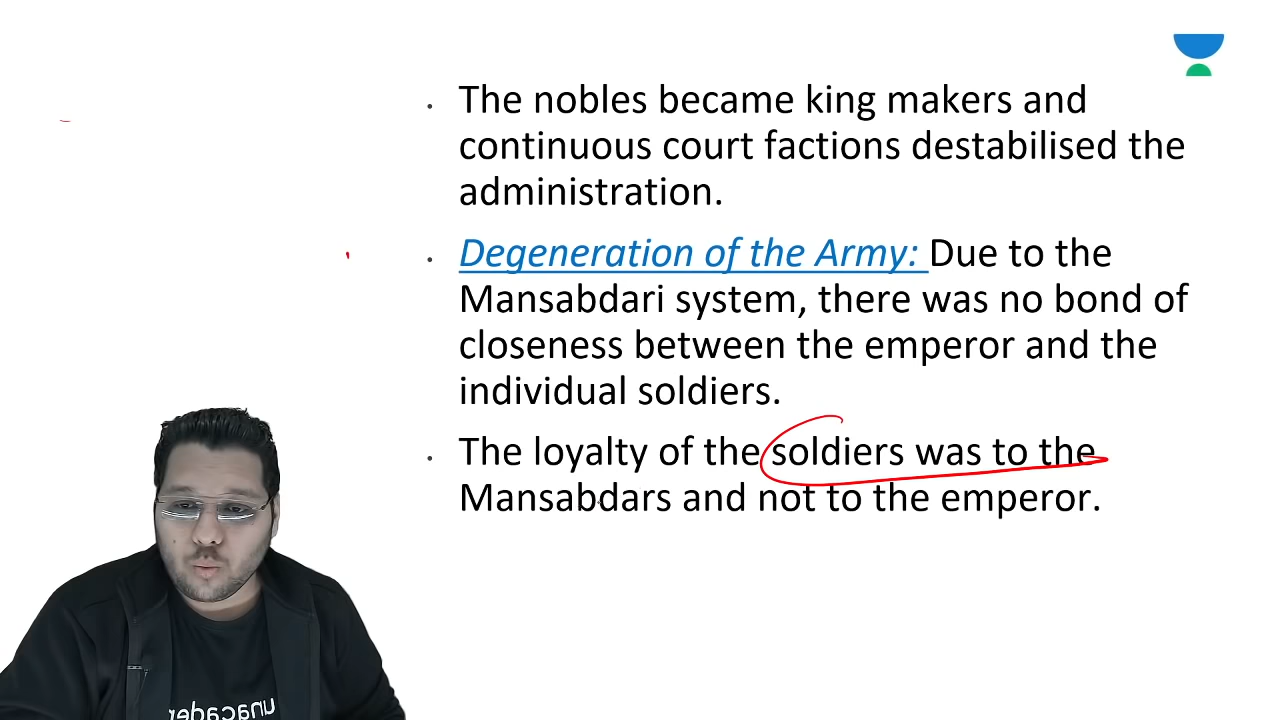 The nobles became king makers and
continuous court factions destabilised the
administration.
Degeneration of the Army: Due to the
Mansabdari system, there was no bond of
closeness between the emperor and the
individual soldiers.
The loyalty of the soldiers was to the
Mansabdars and not to the emperor.
unacade